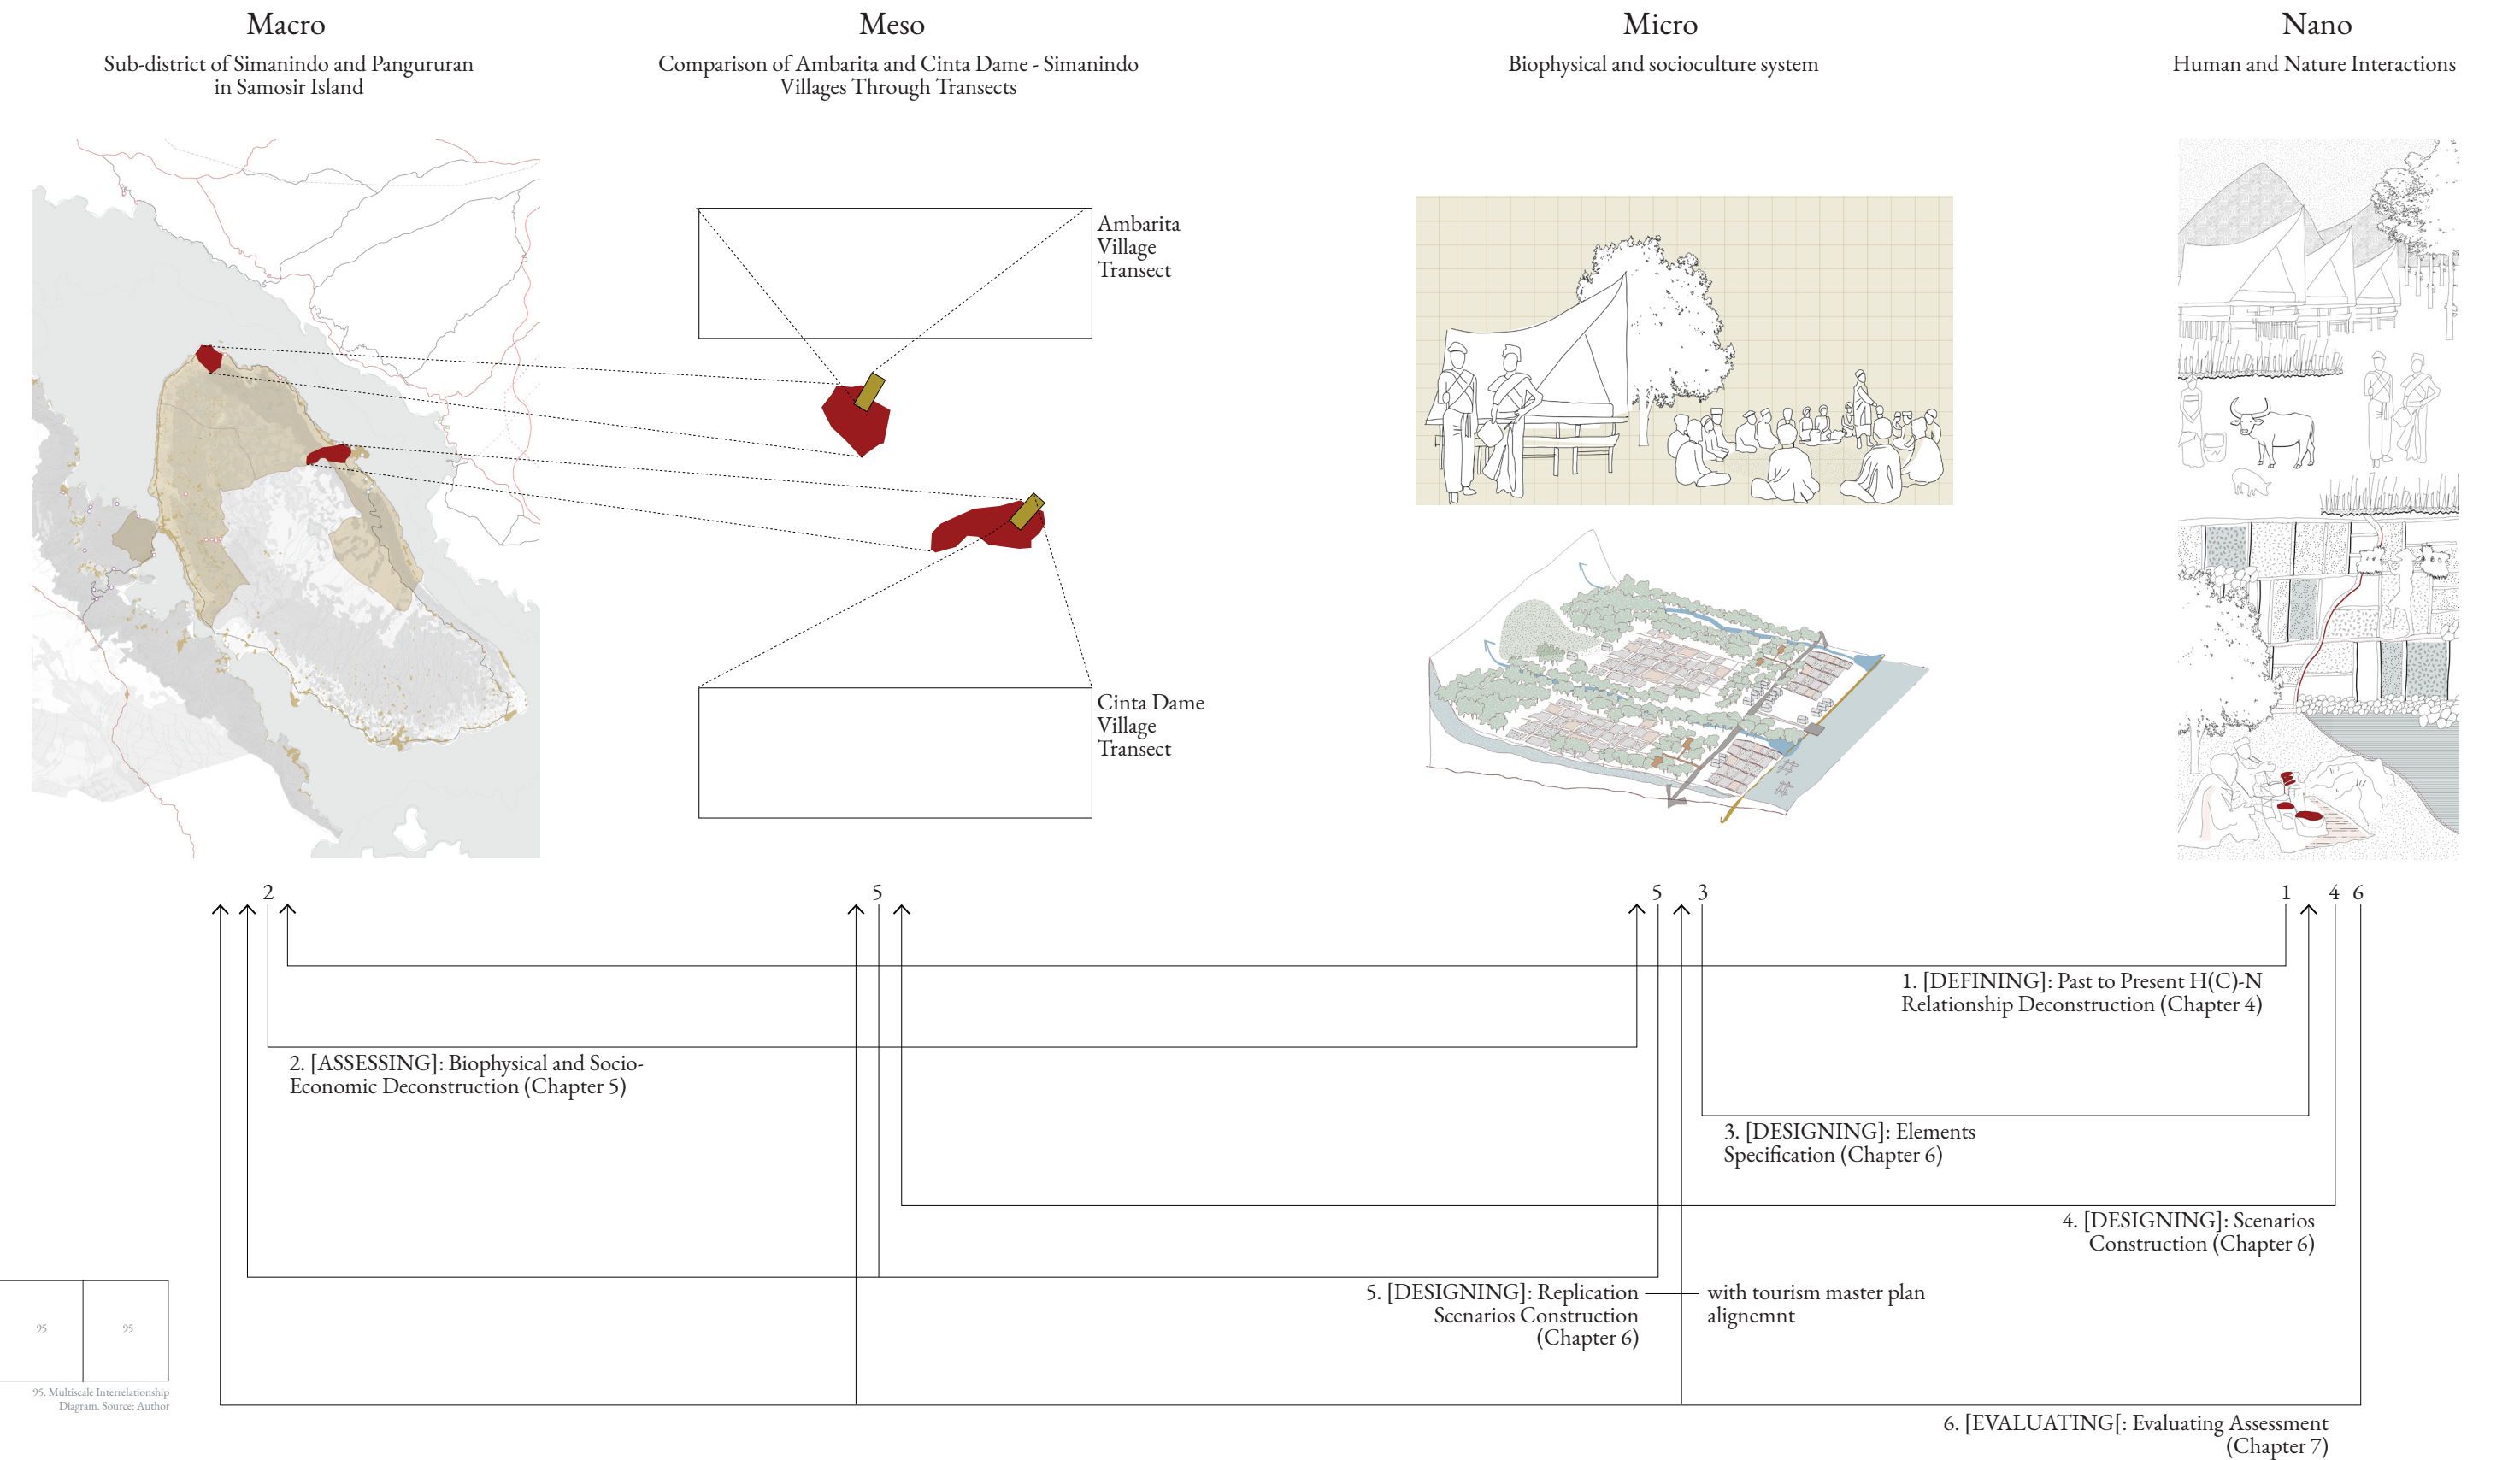 Macro
Sub-district of Simanindo and Pangururan
in Samosir Island
Meso
Comparison of Ambarita and Cinta Dame - Simanindo
Villages Through Transects
Micro
Biophysical and socioculture system
Nano
Human and Nature Interactions
Ambarita
Village
Transect
Cinta Dame
Village
Transect
2
5
5
3
1
4
6
1. [DEFINING]: Past to Present H(C)-N
Relationship Deconstruction (Chapter 4)
2. [ASSESSING]: Biophysical and Socio-
Economic Deconstruction (Chapter 5)
3. [DESIGNING]: Elements
Specification (Chapter 6)
4. [DESIGNING]: Scenarios
Construction (Chapter 6)
5. [DESIGNING]: Replication
Scenarios Construction
(Chapter 6)
with tourism master plan
alignemnt
6. [EVALUATING[: Evaluating Assessment
(Chapter 7)
95
95
95. Multiscale Interrelationship
Diagram. Source: Author